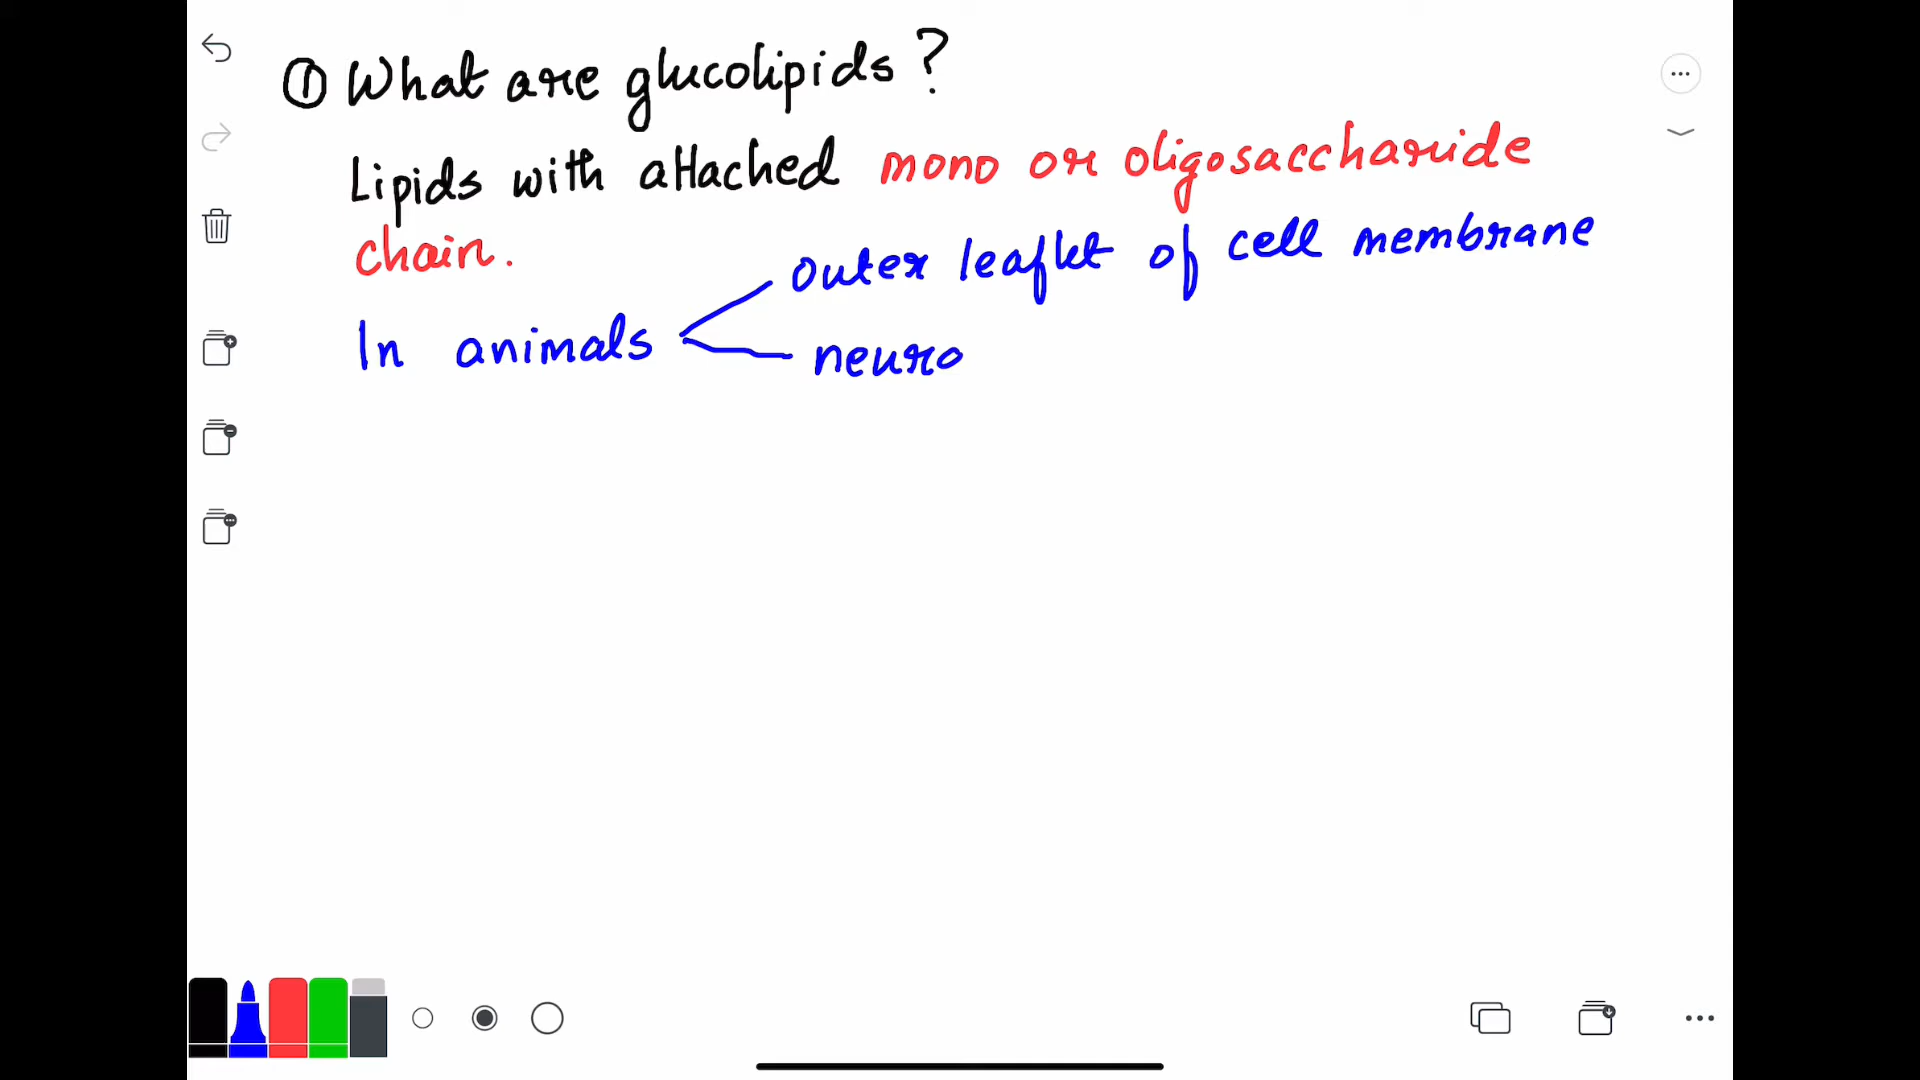 ① What are glucolipids?
Lipids with attached mono or oligosaccharide
chain.
outer leaflet of cell membrane
In animals
neuro